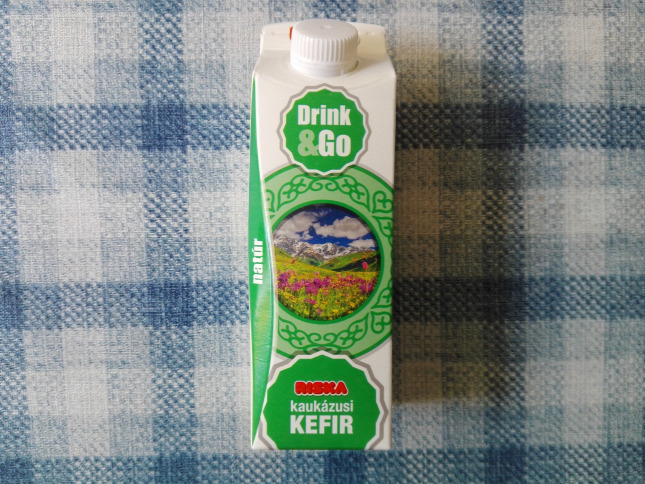 Drink
&Go
natúr
RISKA
kaukázusi
KEFIR